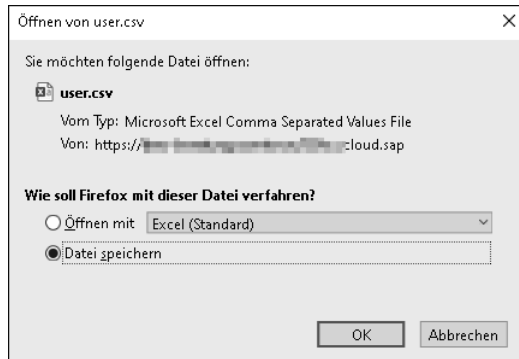 Öffnen von user.csv
Sie möchten folgende Datei öffnen:
user.csv
Vom Typ: Microsoft Excel Comma Separated Values File
Von: https://cloud.sap
Wie soll Firefox mit dieser Datei verfahren?
Öffnen mit Excel (Standard)
Datei speichern
OK Abbrechen